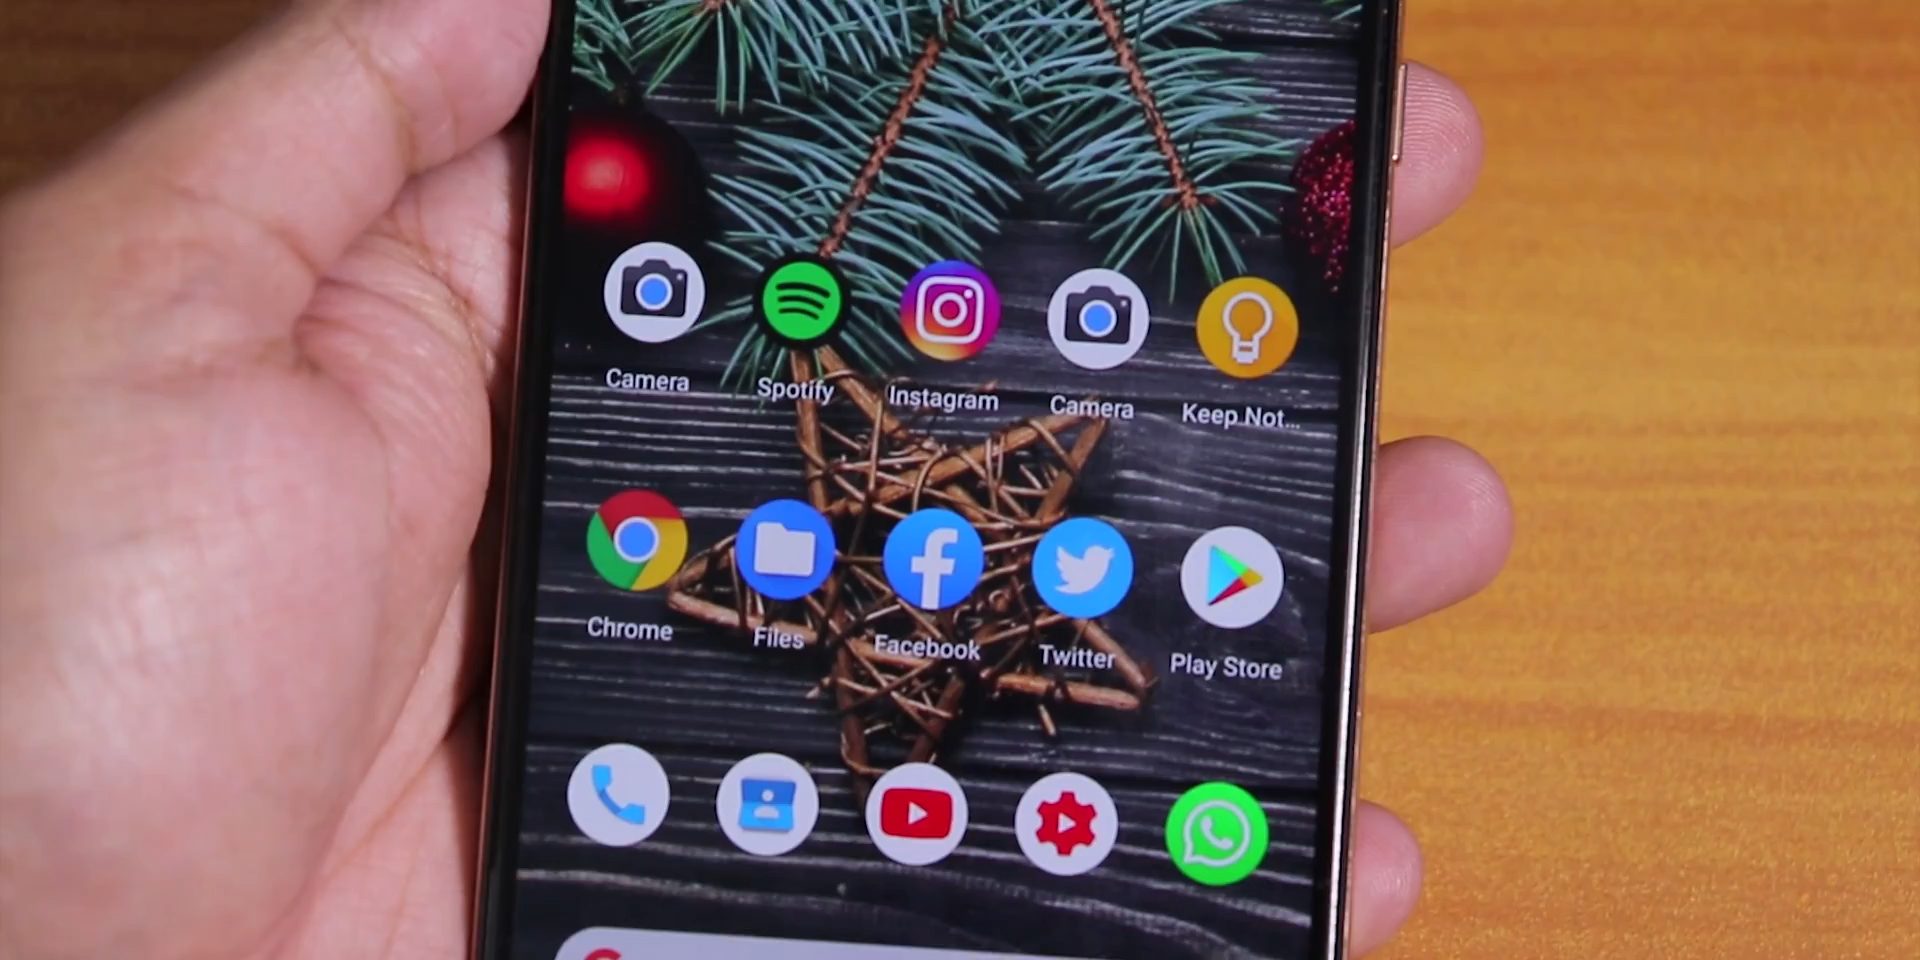 Camera
Spotify
Instagram
Camera
Keep Not...
Chrome
Files
Facebook
Twitter
Play Store